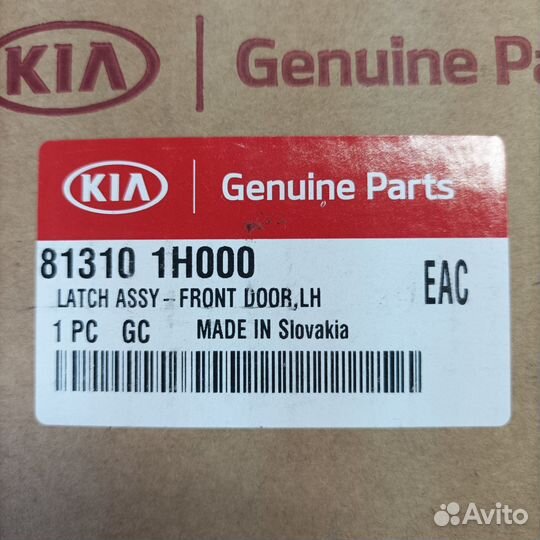 KIA Genuine Pa
KIA Genuine Parts
81310 1H000
LATCH ASSY-FRONT DOOR,LH
EAC
1 PC GC MADE IN Slovakia
Avito